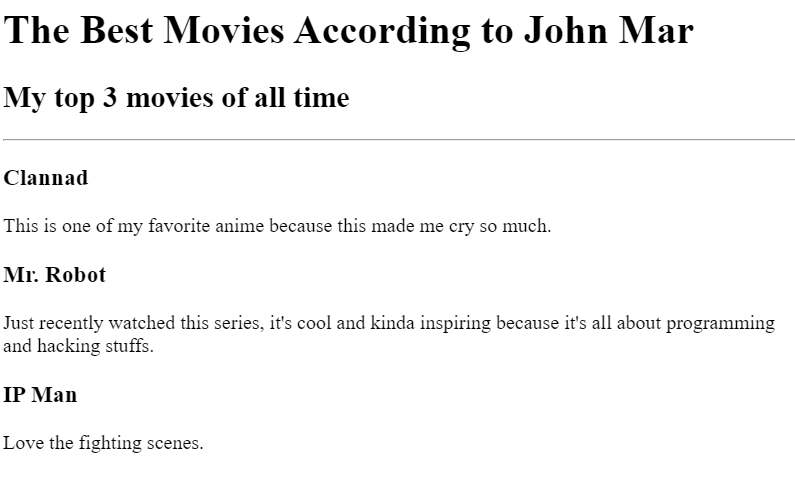 The Best Movies According to John Mar
My top 3 movies of all time
Clannad
This is one of my favorite anime because this made me cry so much.
Mr. Robot
Just recently watched this series, it's cool and kinda inspiring because it's all about programming
and hacking stuffs.
IP Man
Love the fighting scenes.